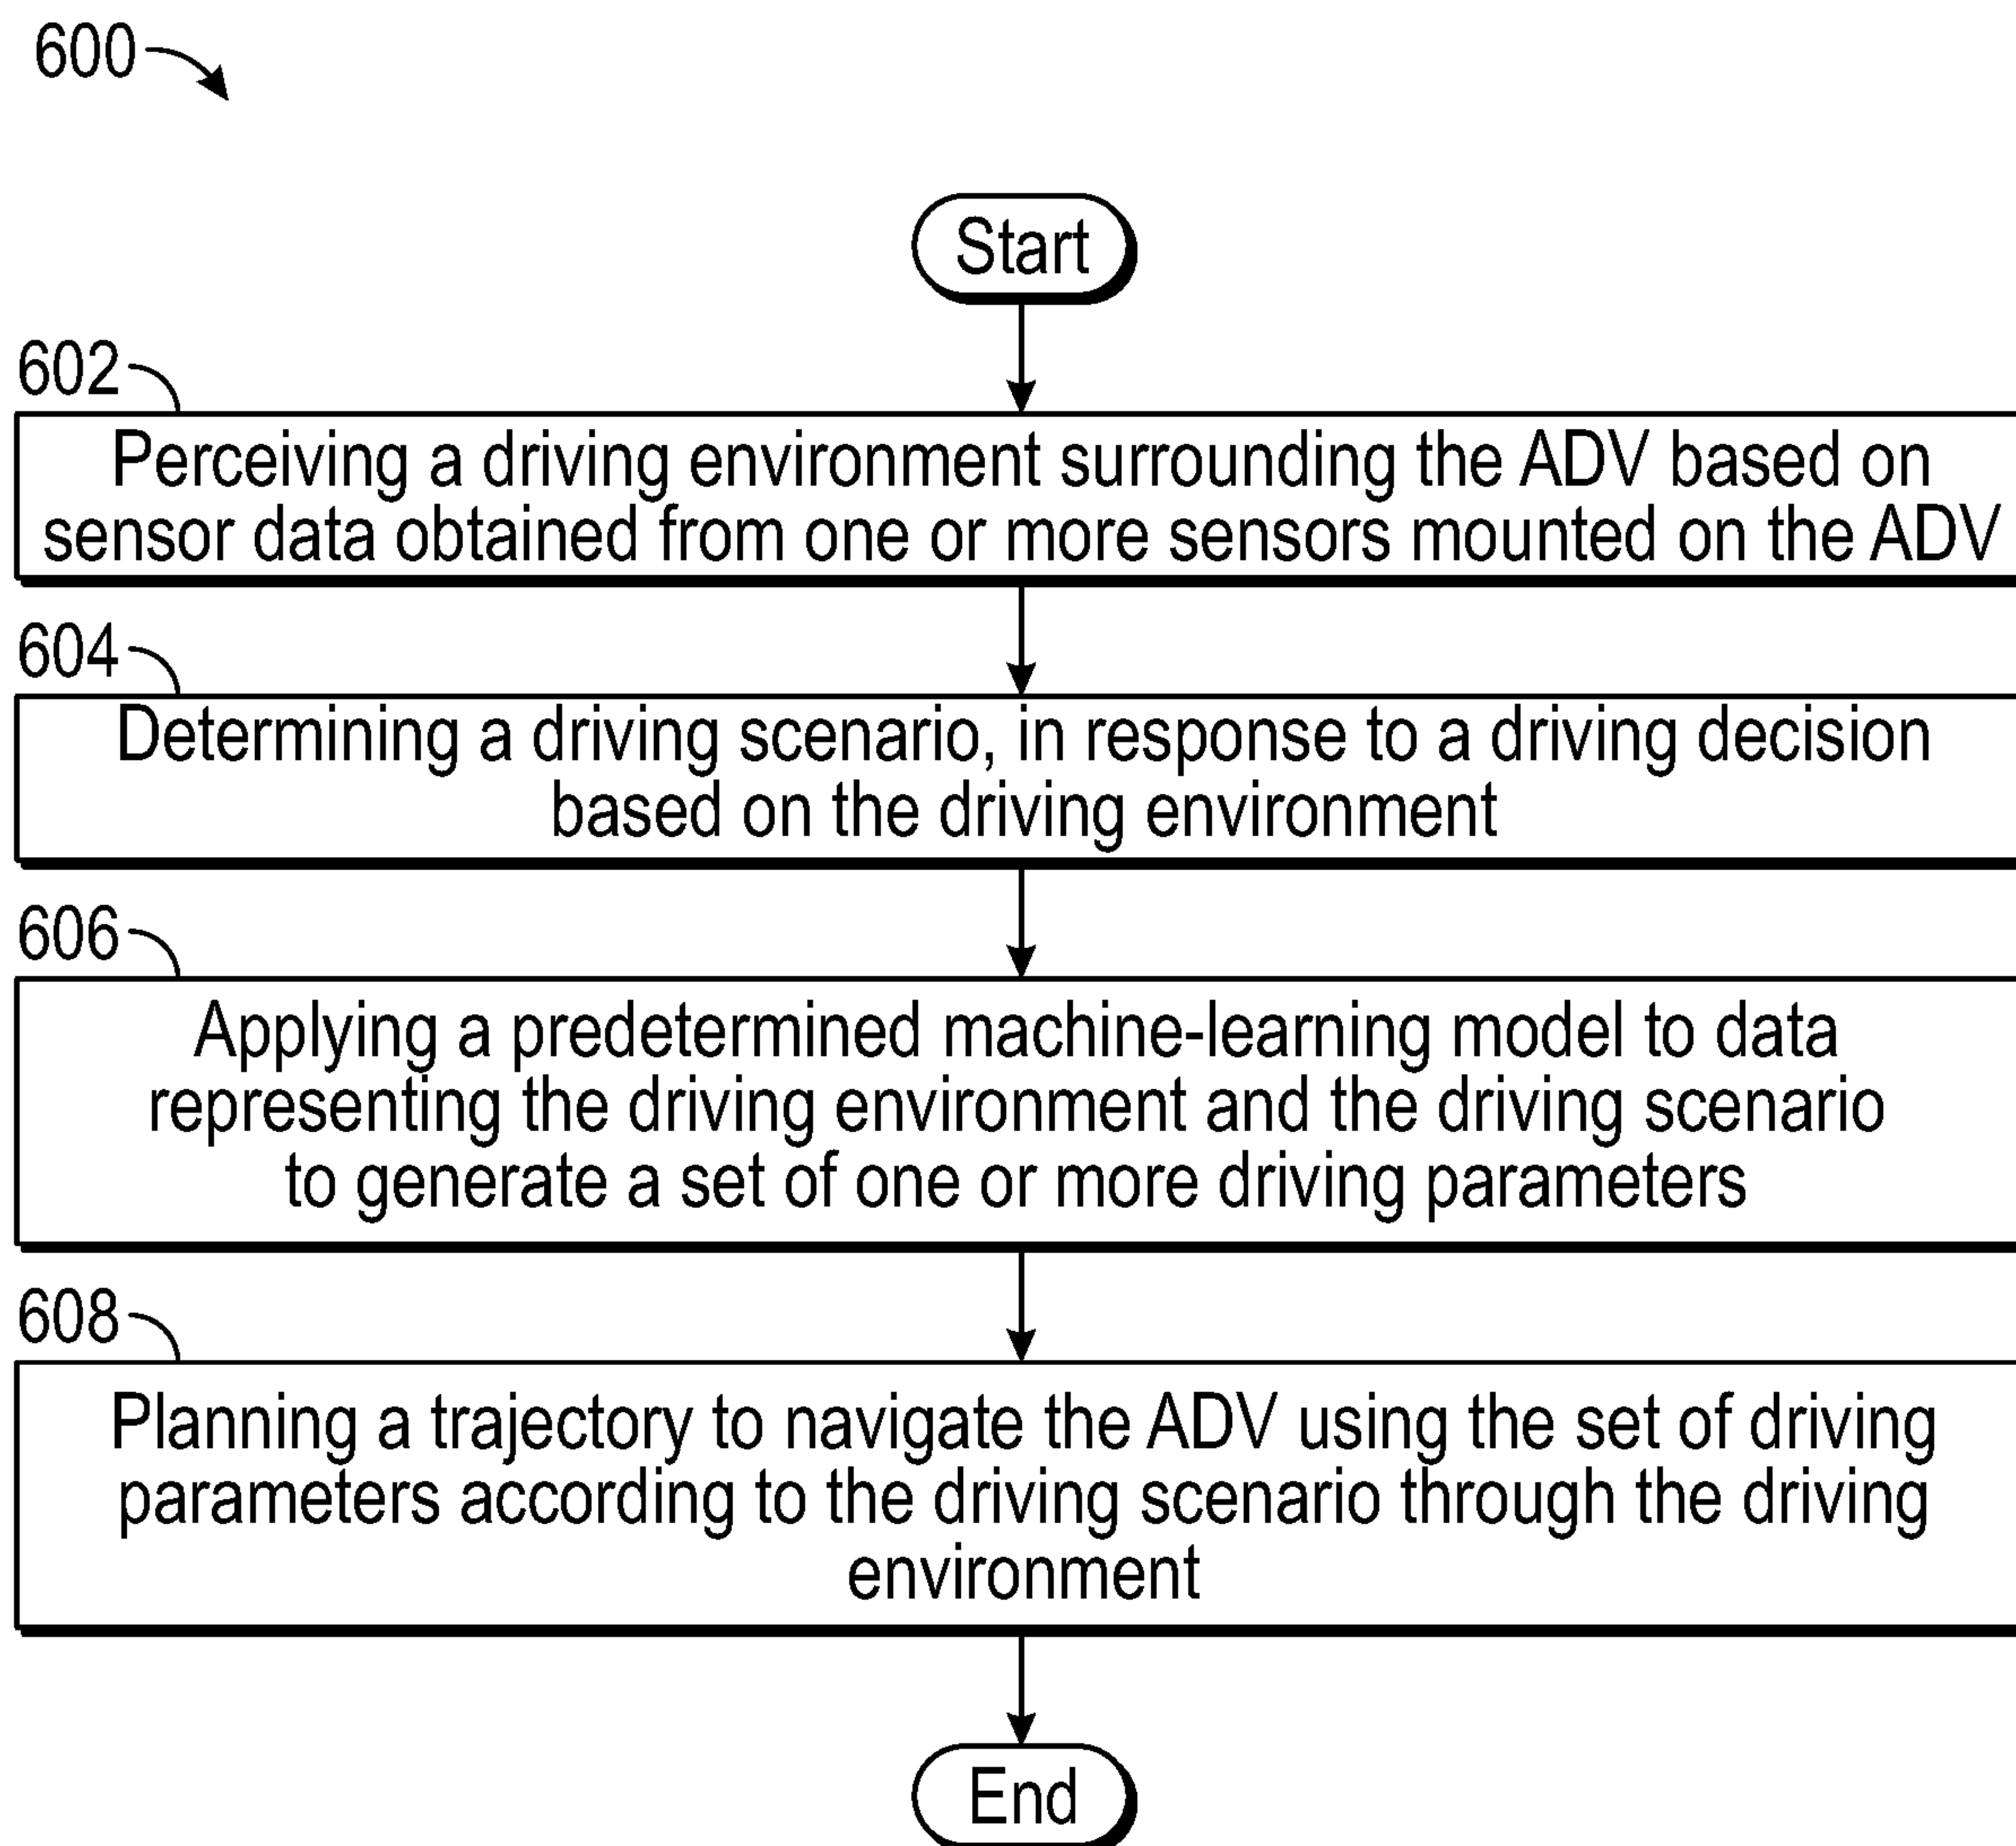 600
Start
602
Perceiving a driving environment surrounding the ADV based on
sensor data obtained from one or more sensors mounted on the ADV
604
Determining a driving scenario, in response to a driving decision
based on the driving environment
606
Applying a predetermined machine-learning model to data
representing the driving environment and the driving scenario
to generate a set of one or more driving parameters
608
Planning a trajectory to navigate the ADV using the set of driving
parameters according to the driving scenario through the driving
environment
End